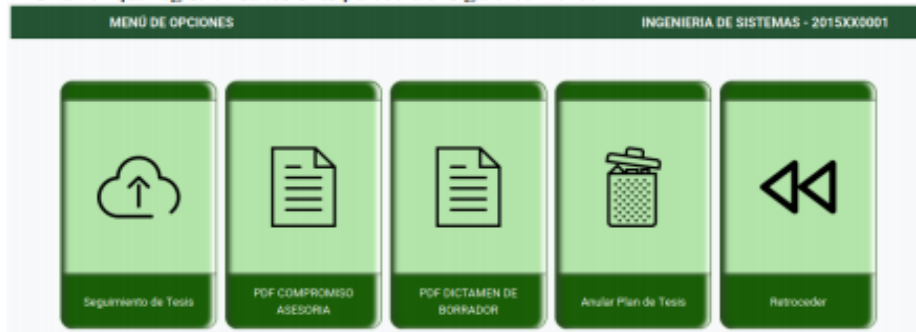 MENÚ DE OPCIONES
INGENIERIA DE SISTEMAS - 2015XX0001
Seguimiento de Tesis
PDF COMPROMISO
ASESORIA
PDF DICTAMEN DE
BORRADOR
Anular Plan de Tesis
Retroceder